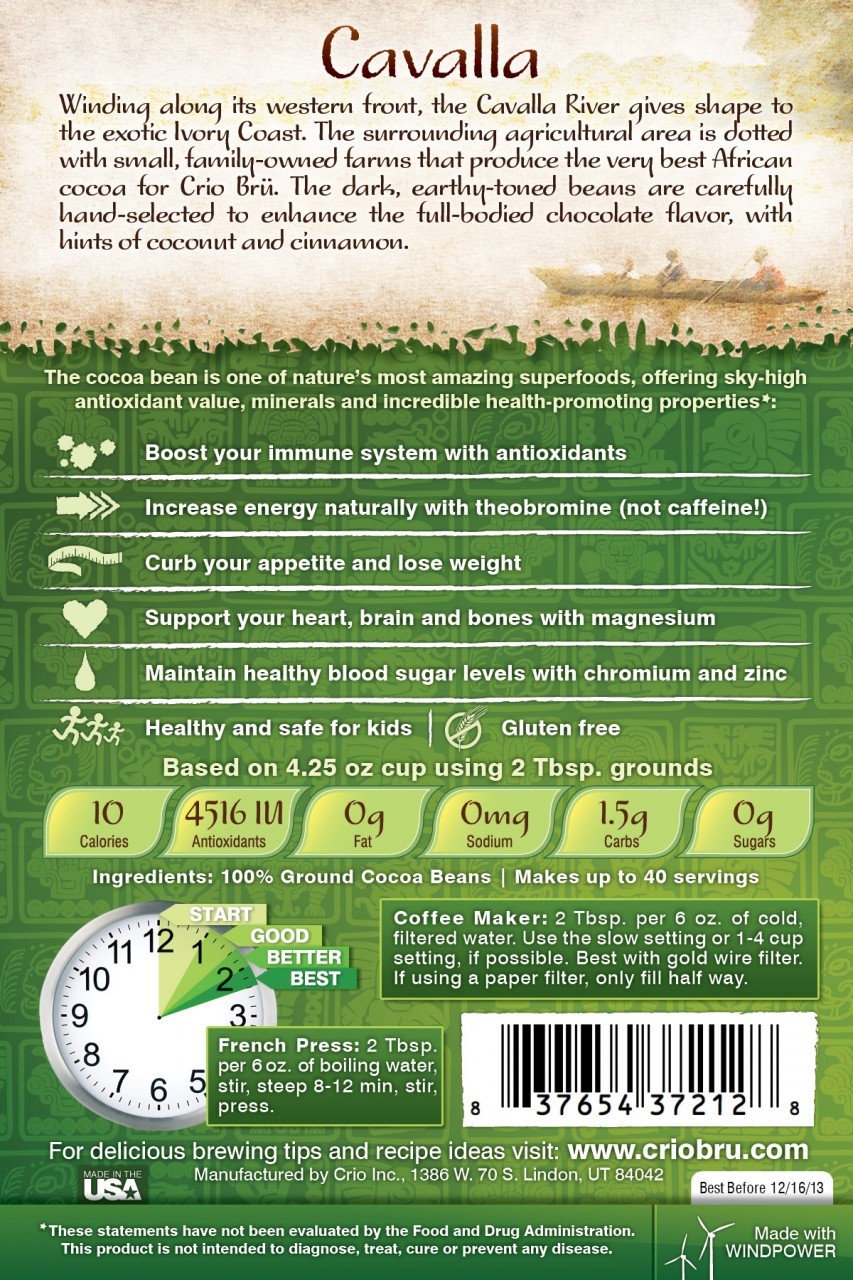 Cavalla
Winding along its western front, the Cavalla River gives shape to
the exotic Ivory Coast. The surrounding agricultural area is dotted
with small, family-owned farms that produce the very best African
cocoa for Crio Brü. The dark, earthy-toned beans are carefully
hand-selected to enhance the full-bodied chocolate flavor, with
hints of coconut and cinnamon.
The cocoa bean is one of nature's most amazing superfoods, offering sky-high
antioxidant value, minerals and incredible health-promoting properties*:
Boost your immune system with antioxidants
Increase energy naturally with theobromine (not caffeine!)
Curb your appetite and lose weight
Support your heart, brain and bones with magnesium
Maintain healthy blood sugar levels with chromium and zinc
Healthy and safe for kids | Gluten free
Based on 4.25 oz cup using 2 Tbsp. grounds
10 4516 IU 0g 0mg 1.5g 0g
Calories Antioxidants Fat Sodium Carbs Sugars
Ingredients: 100% Ground Cocoa Beans | Makes up to 40 servings
START
GOOD
BETTER
BEST
12
1
2
3
5
6
7
8
9
10
11
Coffee Maker: 2 Tbsp. per 6 oz. of cold,
filtered water. Use the slow setting or 1-4 cup
setting, if possible. Best with gold wire filter.
If using a paper filter, only fill half way.
French Press: 2 Tbsp.
per 6 oz. of boiling water,
stir, steep 8-12 min, stir,
press.
8 37654 37212 8
For delicious brewing tips and recipe ideas visit: www.criobru.com
MADE IN THE
USA
Manufactured by Crio Inc., 1386 W. 70 S. Lindon, UT 84042
Best Before 12/16/13
*These statements have not been evaluated by the Food and Drug Administration.
This product is not intended to diagnose, treat, cure or prevent any disease.
Made with
WINDPOWER